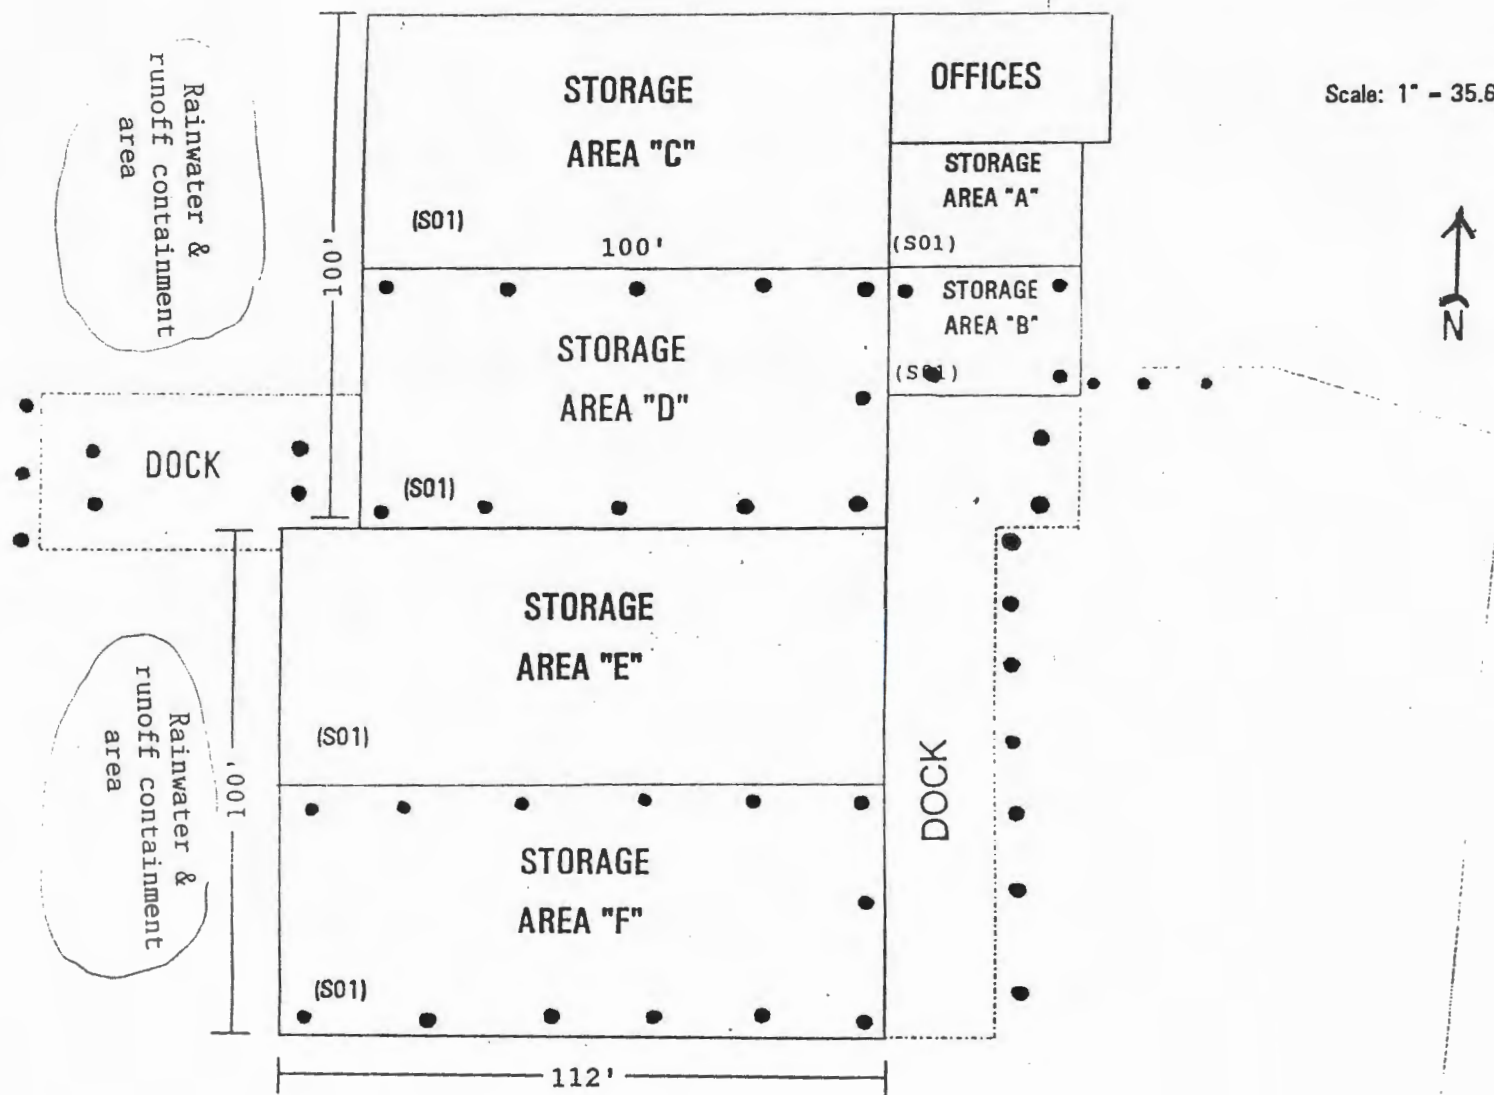 STORAGE
AREA "C"
(S01)
100'
OFFICES
Scale: 1" - 35.6
STORAGE
AREA "A"
(S01)
STORAGE
AREA "B"
(S01)
N
Rainwater &
runoff containment
area
100'
STORAGE
AREA "D"
(S01)
DOCK
STORAGE
AREA "E"
(S01)
Rainwater &
runoff containment
area
100'
DOCK
STORAGE
AREA "F"
(S01)
112'